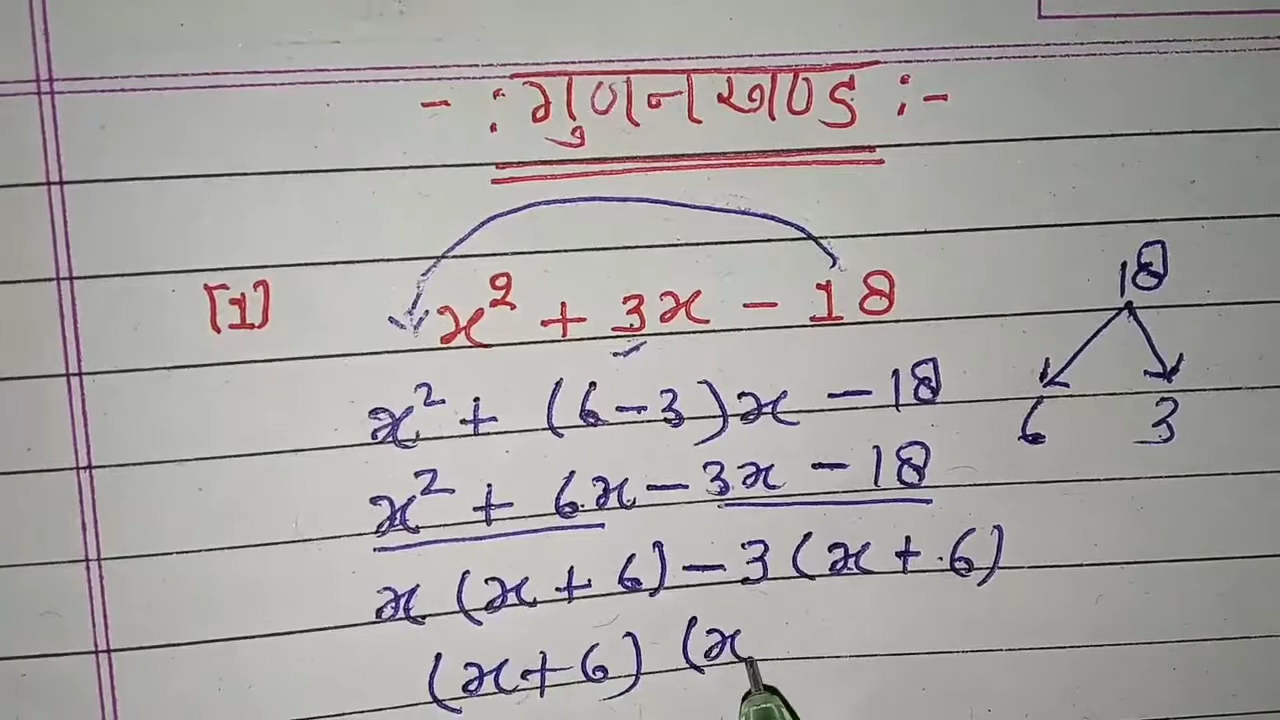 -: गुणनखण्ड :-
[1] x² + 3x - 18
18
x² + (6-3)x - 18
6 3
x² + 6x - 3x - 18
x (x + 6) - 3 (x + 6)
(x+6) (x